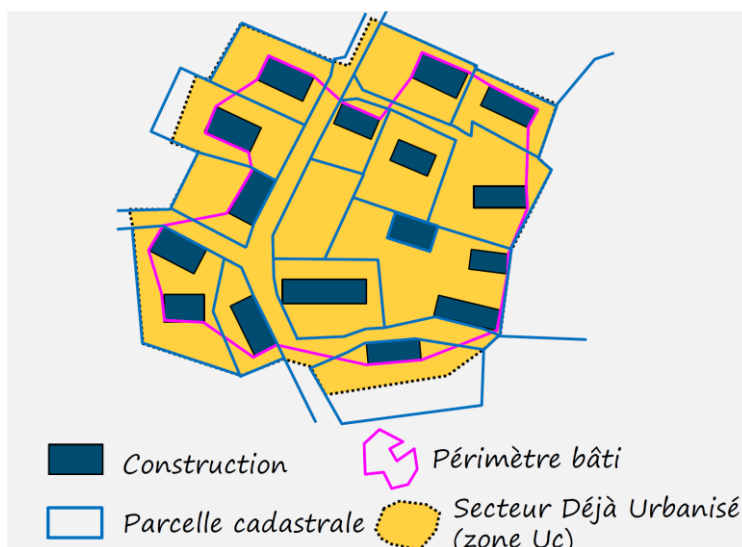 Construction
Périmètre bâti
Parcelle cadastrale
Secteur Déjà Urbanisé
(zone Uc)